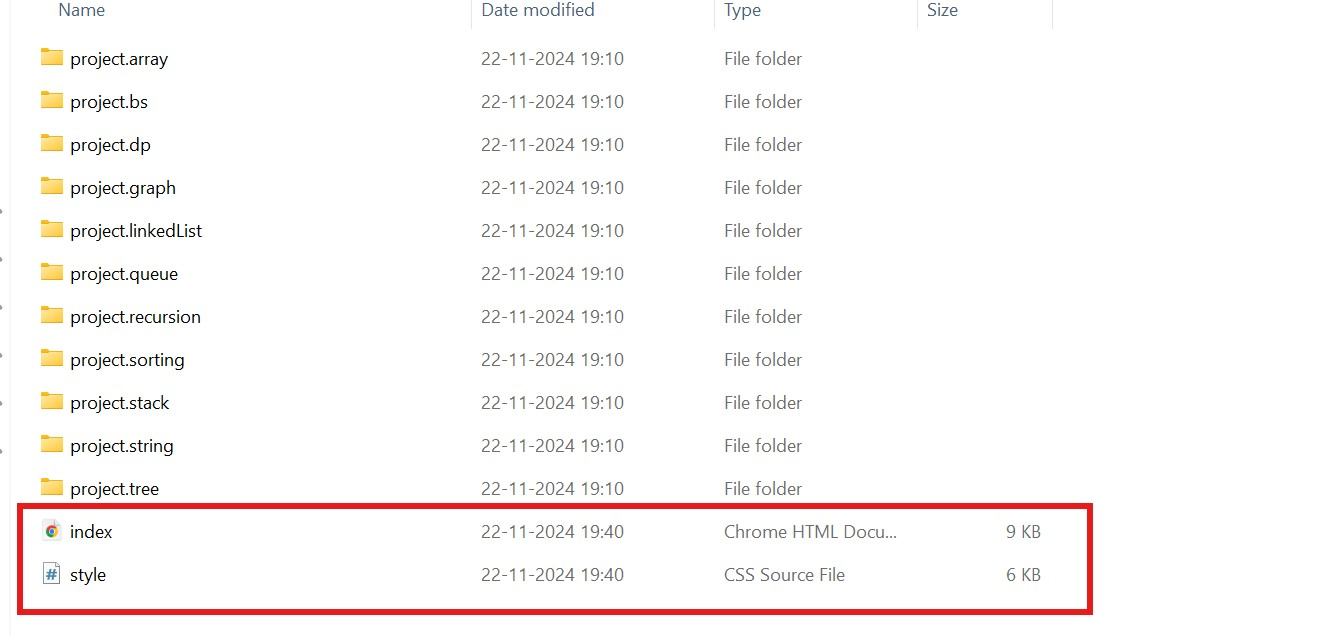 Name Date modified Type Size
project.array 22-11-2024 19:10 File folder
project.bs 22-11-2024 19:10 File folder
project.dp 22-11-2024 19:10 File folder
project.graph 22-11-2024 19:10 File folder
project.linkedList 22-11-2024 19:10 File folder
project.queue 22-11-2024 19:10 File folder
project.recursion 22-11-2024 19:10 File folder
project.sorting 22-11-2024 19:10 File folder
project.stack 22-11-2024 19:10 File folder
project.string 22-11-2024 19:10 File folder
project.tree 22-11-2024 19:10 File folder
index 22-11-2024 19:40 Chrome HTML Docu... 9 KB
style 22-11-2024 19:40 CSS Source File 6 KB